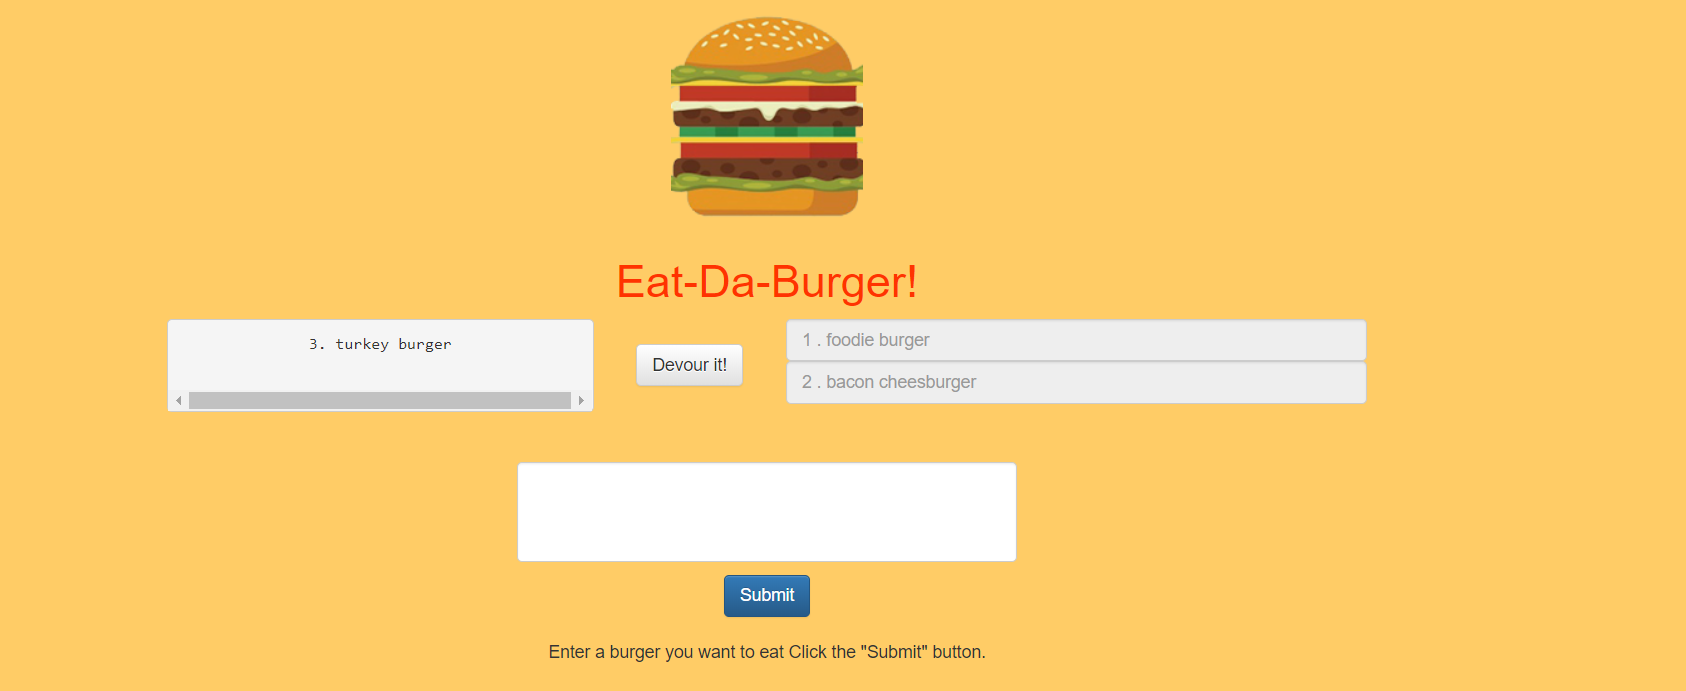 Eat-Da-Burger!
3. turkey burger
Devour it!
1 . foodie burger
2 . bacon cheesburger
Submit
Enter a burger you want to eat Click the "Submit" button.